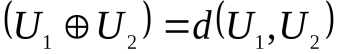 (U₁ ⊕ U₂) = d(U₁, U₂)